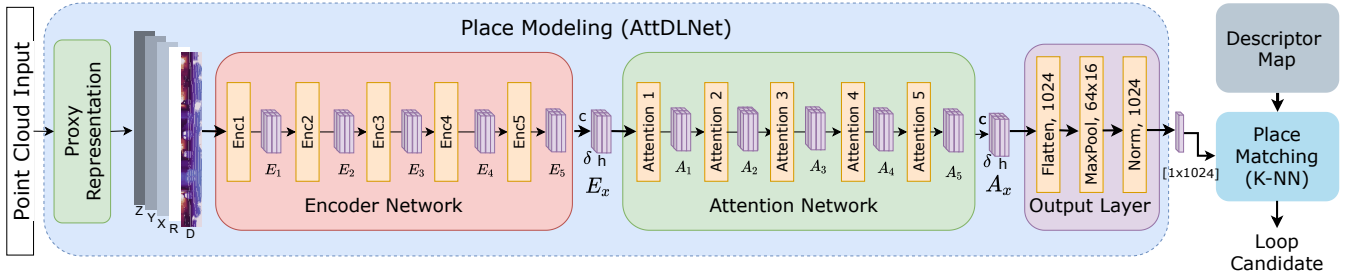 Place Modeling (AttDLNet)
Point Cloud Input
Proxy
Representation
Z
Y
X
R
D
Enc1
E₁
Enc2
E₂
Enc3
E₃
Enc4
E₄
Enc5
E₅
Encoder Network
c
δ h
Eₓ
Attention 1
A₁
Attention 2
A₂
Attention 3
A₃
Attention 4
A₄
Attention 5
A₅
Attention Network
c
δ h
Aₓ
Flatten, 1024
MaxPool, 64x16
Norm, 1024
Output Layer
[1x1024]
Descriptor
Map
Place
Matching
(K-NN)
Loop
Candidate